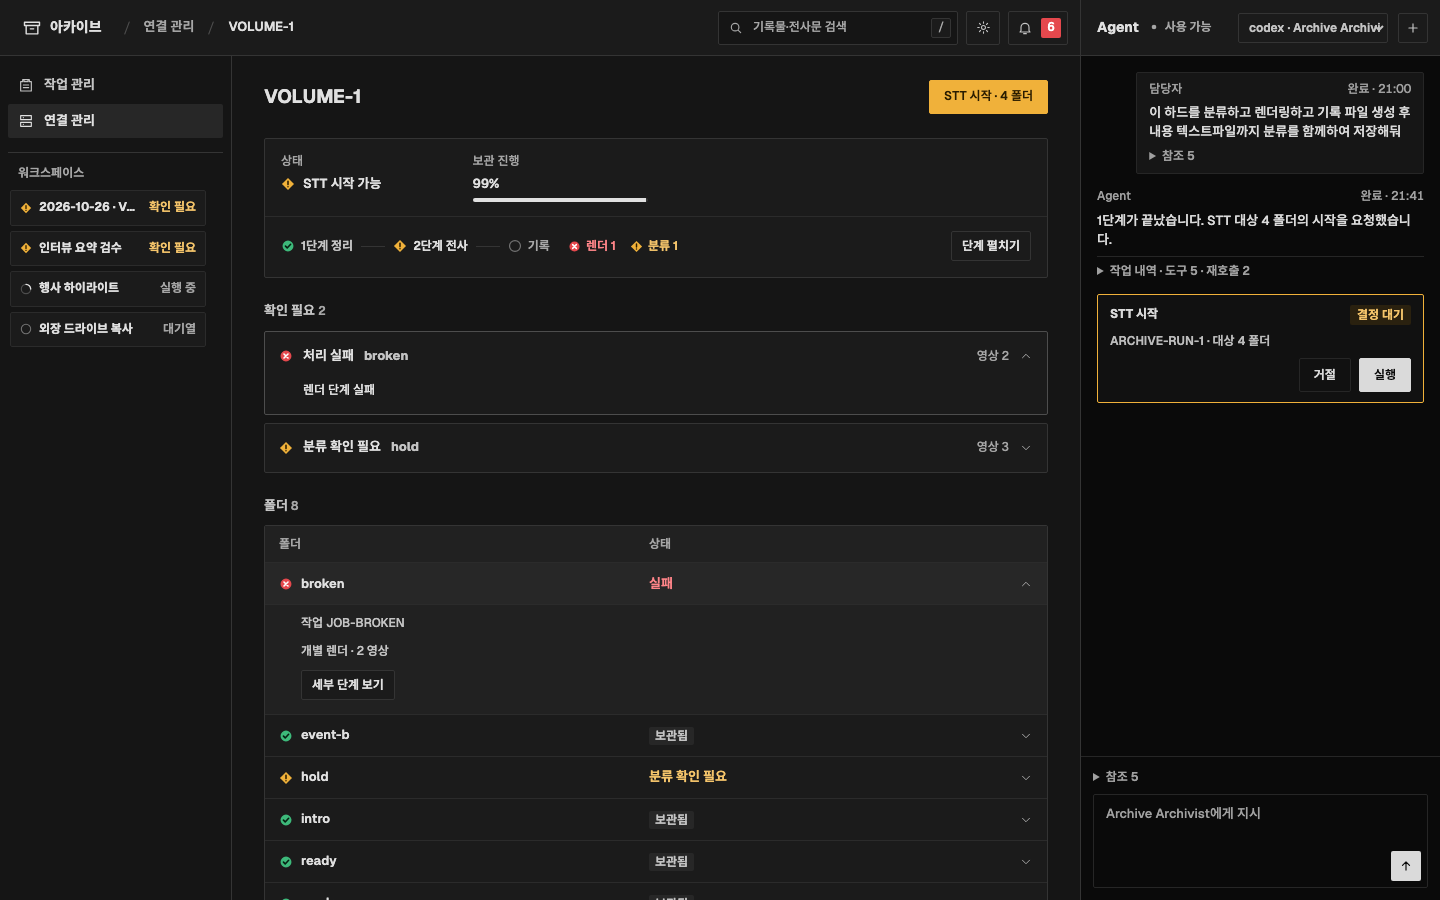 아카이브 / 연결 관리 / VOLUME-1
기록물·전사문 검색 /
6
Agent • 사용 가능
codex · Archive Archiv
작업 관리
연결 관리
워크스페이스
2026-10-26 · V... 확인 필요
인터뷰 요약 검수 확인 필요
행사 하이라이트 실행 중
외장 드라이브 복사 대기열
VOLUME-1
STT 시작 · 4 폴더
상태
STT 시작 가능
보관 진행
99%
1단계 정리
2단계 전사
기록
렌더 1
분류 1
단계 펼치기
확인 필요 2
처리 실패 broken 영상 2
렌더 단계 실패
분류 확인 필요 hold 영상 3
폴더 8
폴더 상태
broken 실패
작업 JOB-BROKEN
개별 렌더 · 2 영상
세부 단계 보기
event-b 보관됨
hold 분류 확인 필요
intro 보관됨
ready 보관됨
담당자 완료 · 21:00
이 하드를 분류하고 렌더링하고 기록 파일 생성 후
내용 텍스트파일까지 분류를 함께하여 저장해둬
참조 5
Agent 완료 · 21:41
1단계가 끝났습니다. STT 대상 4 폴더의 시작을 요청했습니
다.
작업 내역 · 도구 5 · 재호출 2
STT 시작 결정 대기
ARCHIVE-RUN-1 · 대상 4 폴더
거절 실행
참조 5
Archive Archivist에게 지시